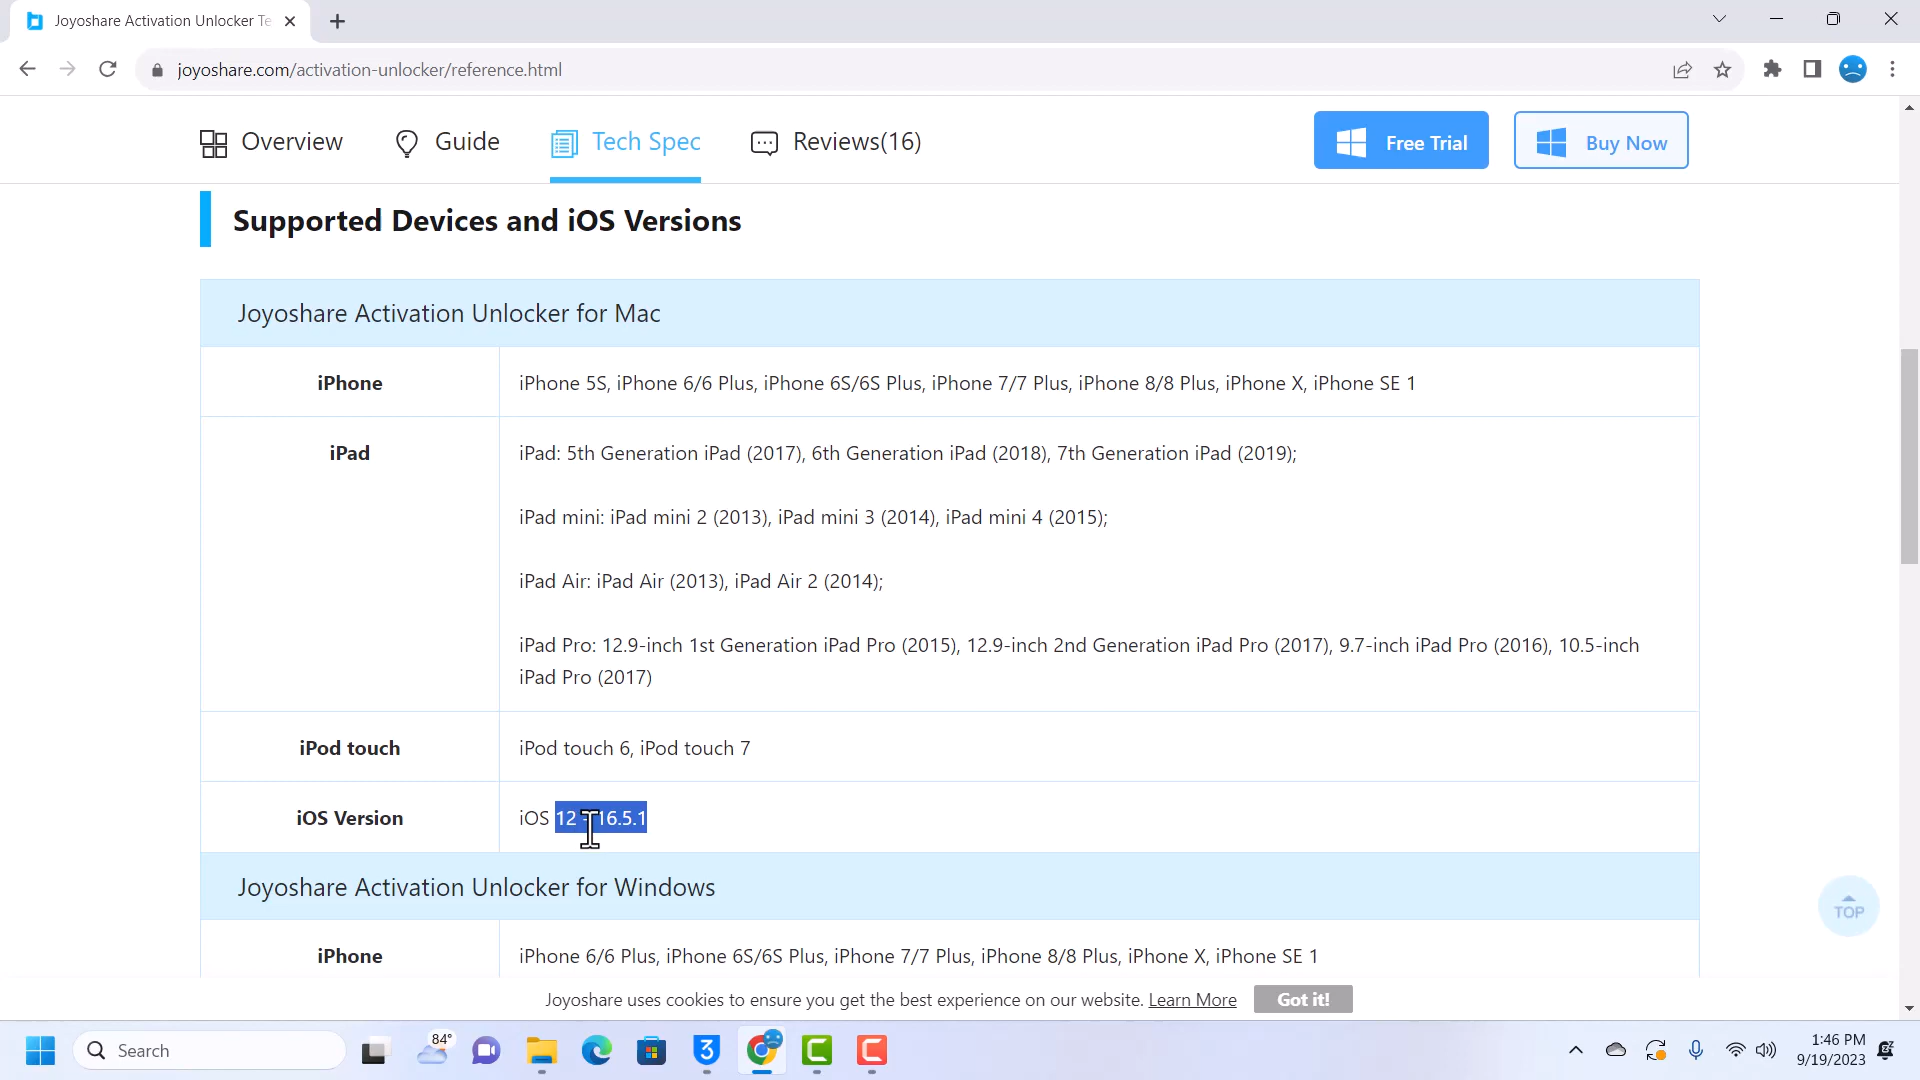 Joyoshare Activation Unlocker Te
joyoshare.com/activation-unlocker/reference.html
Overview
Guide
Tech Spec
Reviews(16)
Free Trial
Buy Now
Supported Devices and iOS Versions
Joyoshare Activation Unlocker for Mac
iPhone
iPhone 5S, iPhone 6/6 Plus, iPhone 6S/6S Plus, iPhone 7/7 Plus, iPhone 8/8 Plus, iPhone X, iPhone SE 1
iPad
iPad: 5th Generation iPad (2017), 6th Generation iPad (2018), 7th Generation iPad (2019);
iPad mini: iPad mini 2 (2013), iPad mini 3 (2014), iPad mini 4 (2015);
iPad Air: iPad Air (2013), iPad Air 2 (2014);
iPad Pro: 12.9-inch 1st Generation iPad Pro (2015), 12.9-inch 2nd Generation iPad Pro (2017), 9.7-inch iPad Pro (2016), 10.5-inch
iPad Pro (2017)
iPod touch
iPod touch 6, iPod touch 7
iOS Version
iOS 12 - 16.5.1
Joyoshare Activation Unlocker for Windows
TOP
iPhone
iPhone 6/6 Plus, iPhone 6S/6S Plus, iPhone 7/7 Plus, iPhone 8/8 Plus, iPhone X, iPhone SE 1
Joyoshare uses cookies to ensure you get the best experience on our website. Learn More
Got it!
Search
84°
3
1:46 PM
9/19/2023